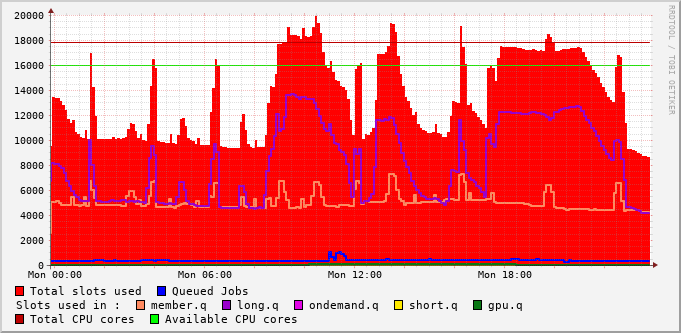 20000
18000
16000
14000
12000
10000
8000
6000
4000
2000
0
Mon 00:00 Mon 06:00 Mon 12:00 Mon 18:00
Total slots used Queued Jobs
Slots used in : member.q long.q ondemand.q short.q gpu.q
Total CPU cores Available CPU cores
RRDTOOL / TOBI OETIKER